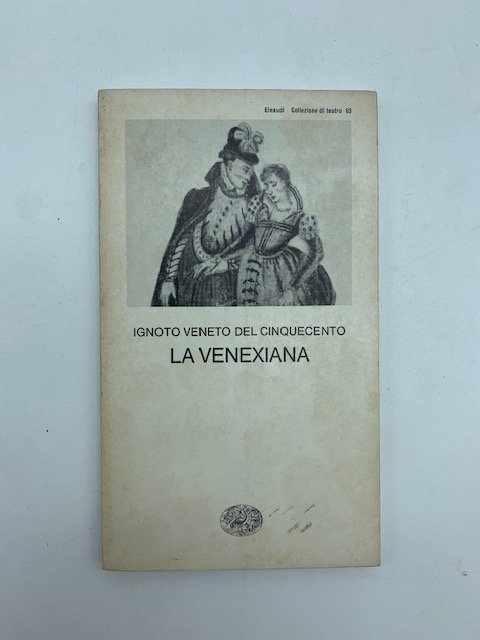 Einaudi Collezione di teatro 63
IGNOTO VENETO DEL CINQUECENTO
LA VENEXIANA